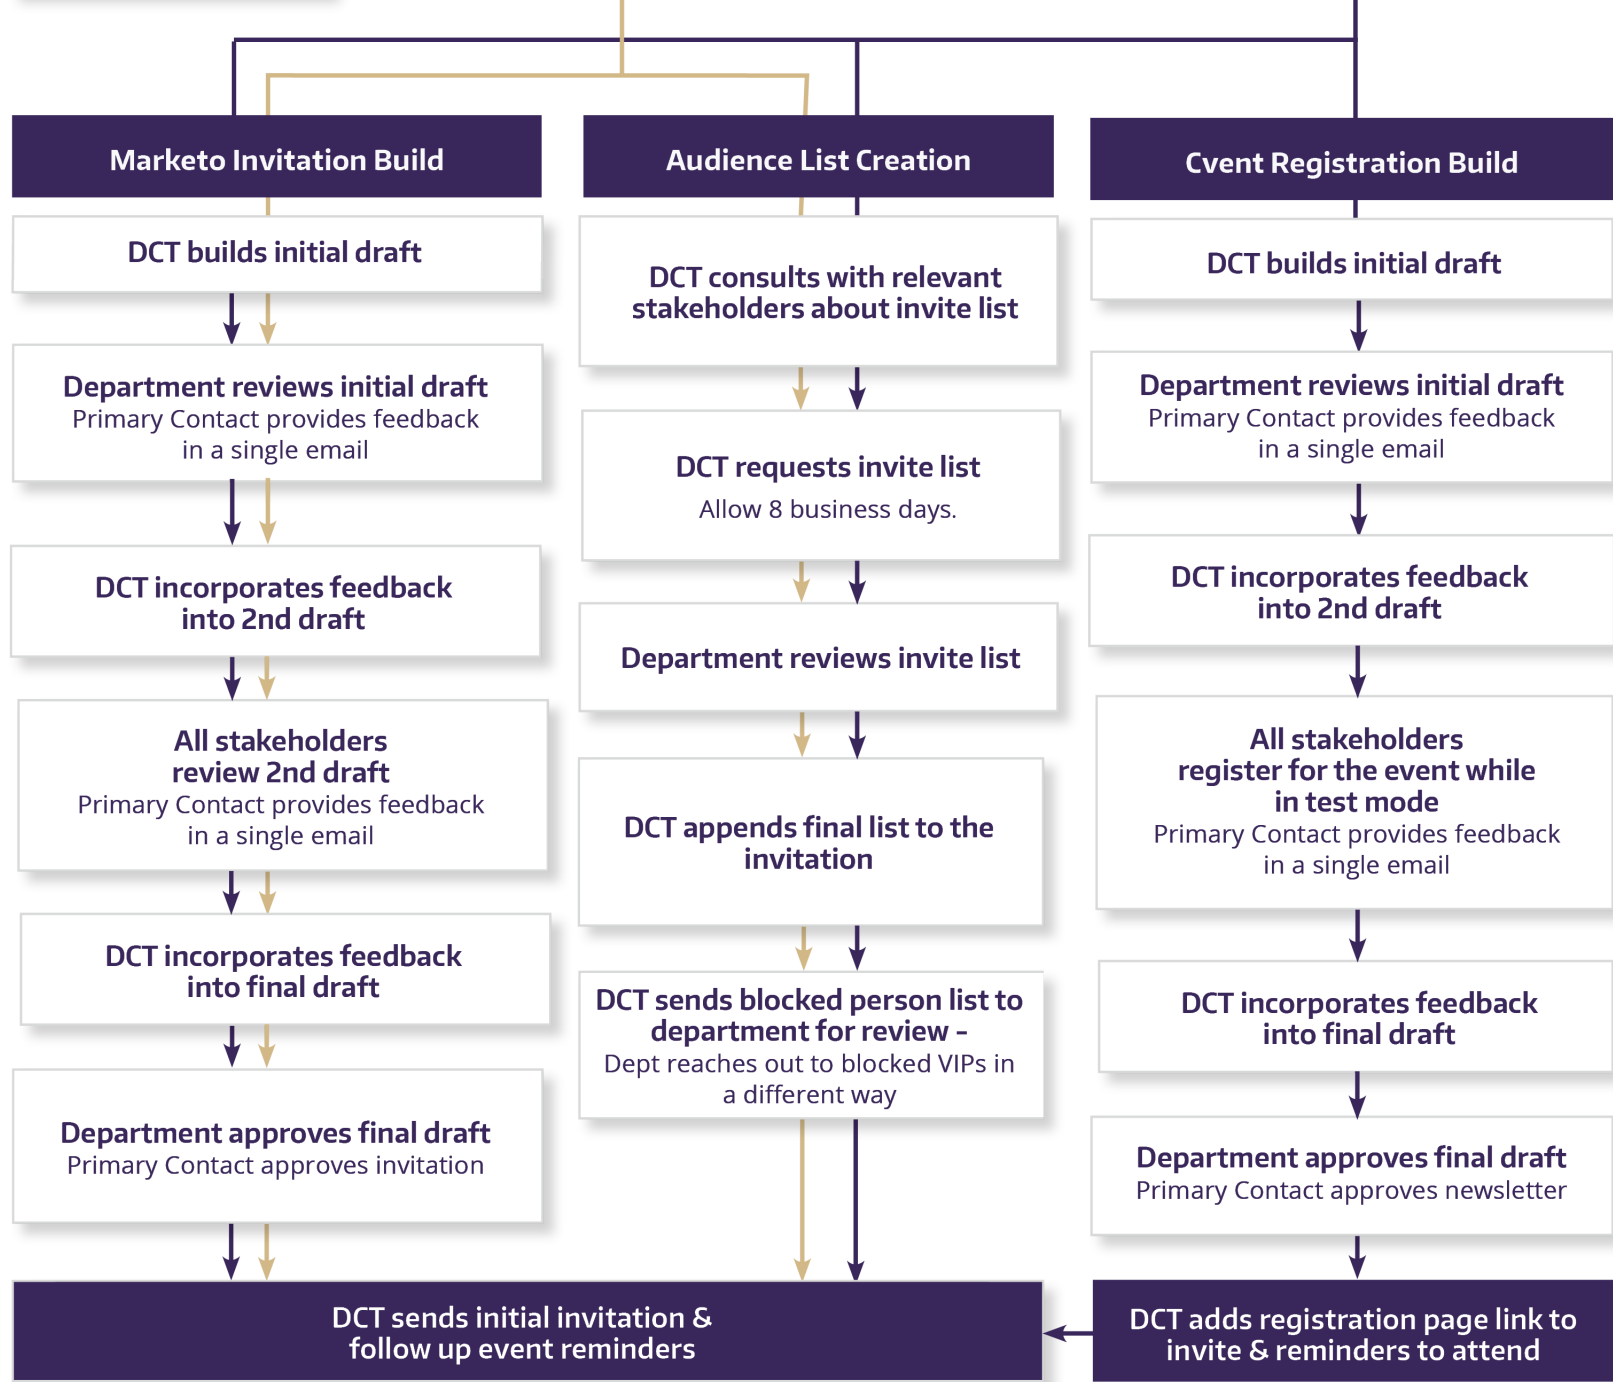 Marketo Invitation Build
DCT builds initial draft
Department reviews initial draft
Primary Contact provides feedback
in a single email
DCT incorporates feedback
into 2nd draft
All stakeholders
review 2nd draft
Primary Contact provides feedback
in a single email
DCT incorporates feedback
into final draft
Department approves final draft
Primary Contact approves invitation
Audience List Creation
DCT consults with relevant
stakeholders about invite list
DCT requests invite list
Allow 8 business days.
Department reviews invite list
DCT appends final list to the
invitation
DCT sends blocked person list to
department for review -
Dept reaches out to blocked VIPs in
a different way
Cvent Registration Build
DCT builds initial draft
Department reviews initial draft
Primary Contact provides feedback
in a single email
DCT incorporates feedback
into 2nd draft
All stakeholders
register for the event while
in test mode
Primary Contact provides feedback
in a single email
DCT incorporates feedback
into final draft
Department approves final draft
Primary Contact approves newsletter
DCT sends initial invitation &
follow up event reminders
DCT adds registration page link to
invite & reminders to attend